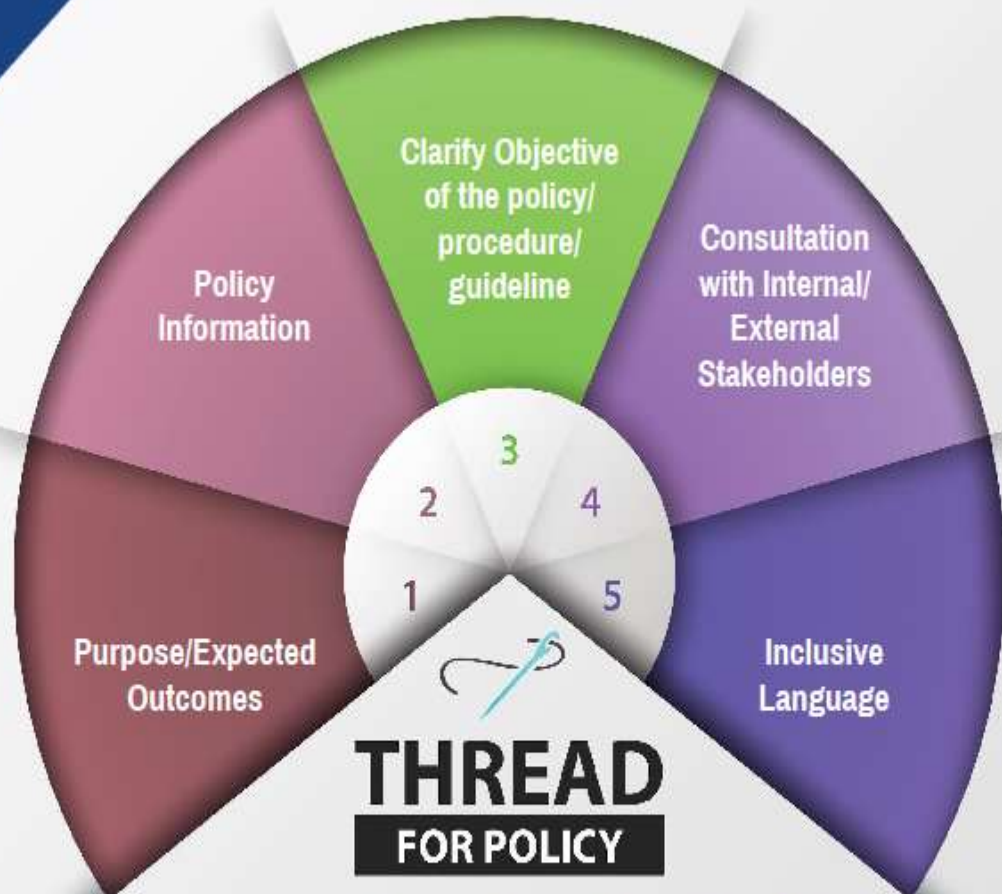 Clarify Objective
of the policy/
procedure/
guideline
Policy
Information
Consultation
with Internal/
External
Stakeholders
3
2
4
1
5
Purpose/Expected
Outcomes
Inclusive
Language
THREAD
FOR POLICY